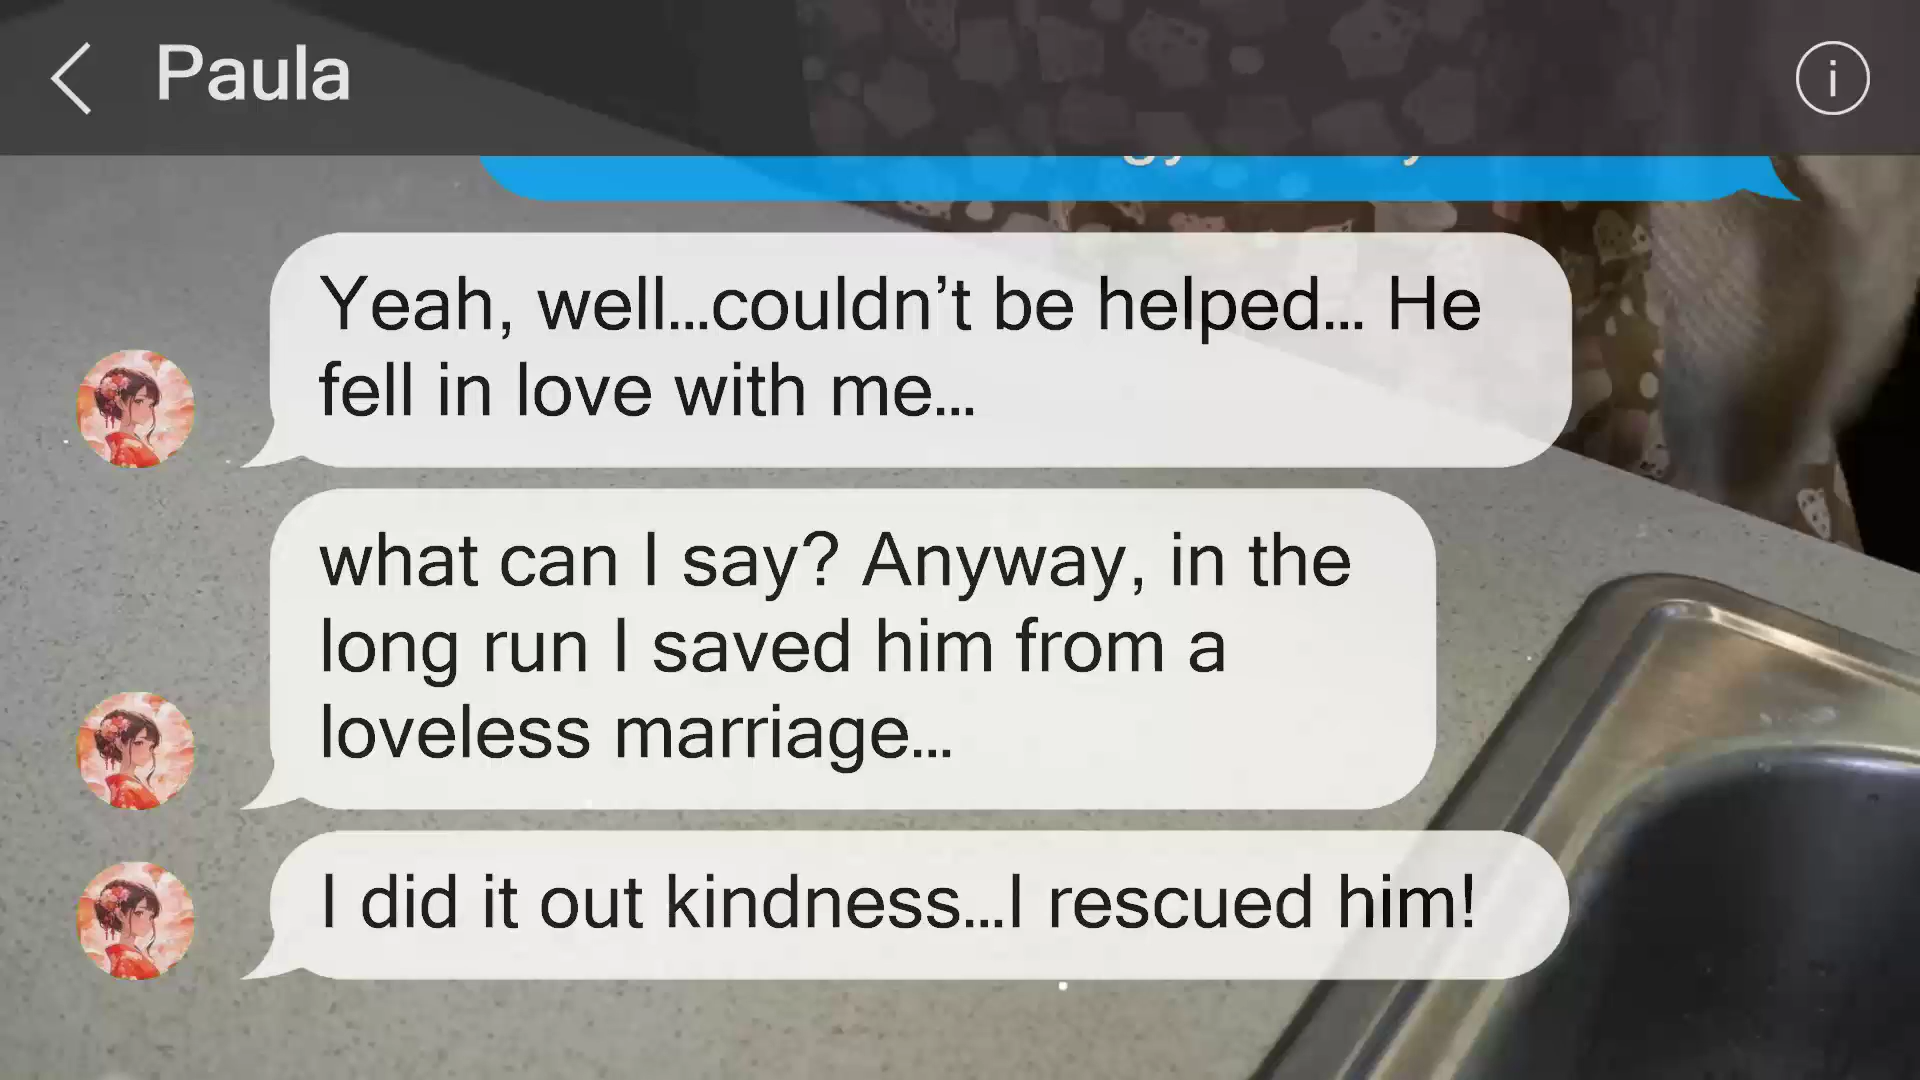 Paula
Yeah, well...couldn't be helped... He
fell in love with me...
what can I say? Anyway, in the
long run I saved him from a
loveless marriage...
I did it out kindness...I rescued him!